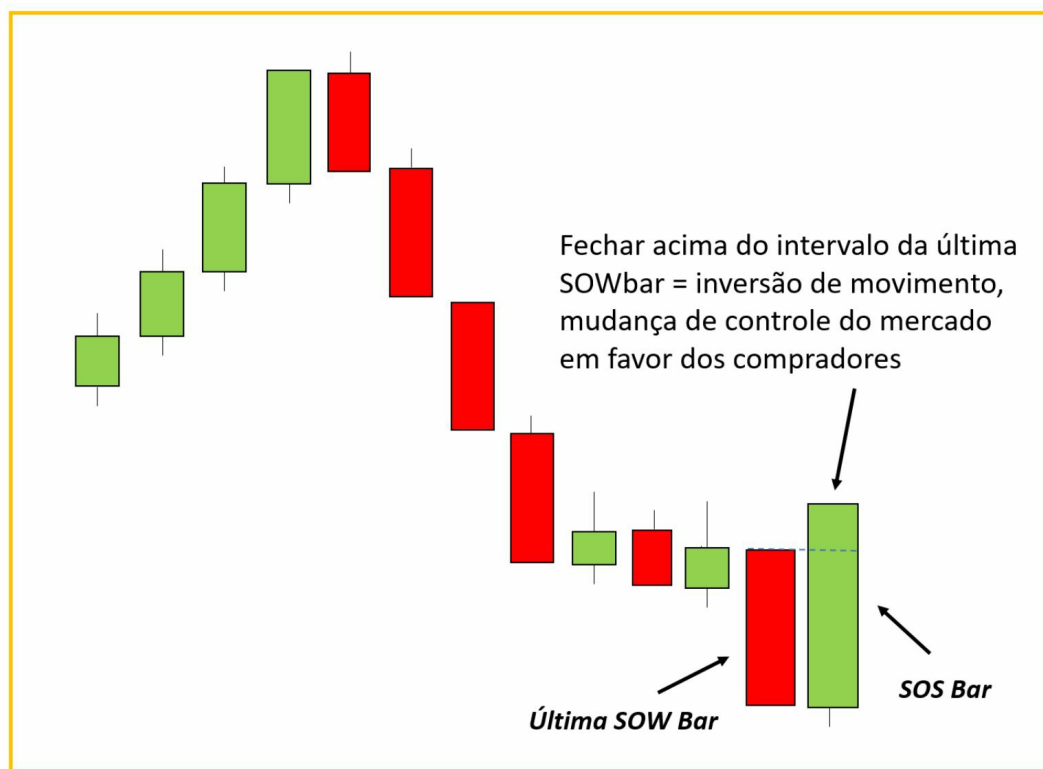 Fechar acima do intervalo da última
SOWbar = inversão de movimento,
mudança de controle do mercado
em favor dos compradores
SOS Bar
Última SOW Bar